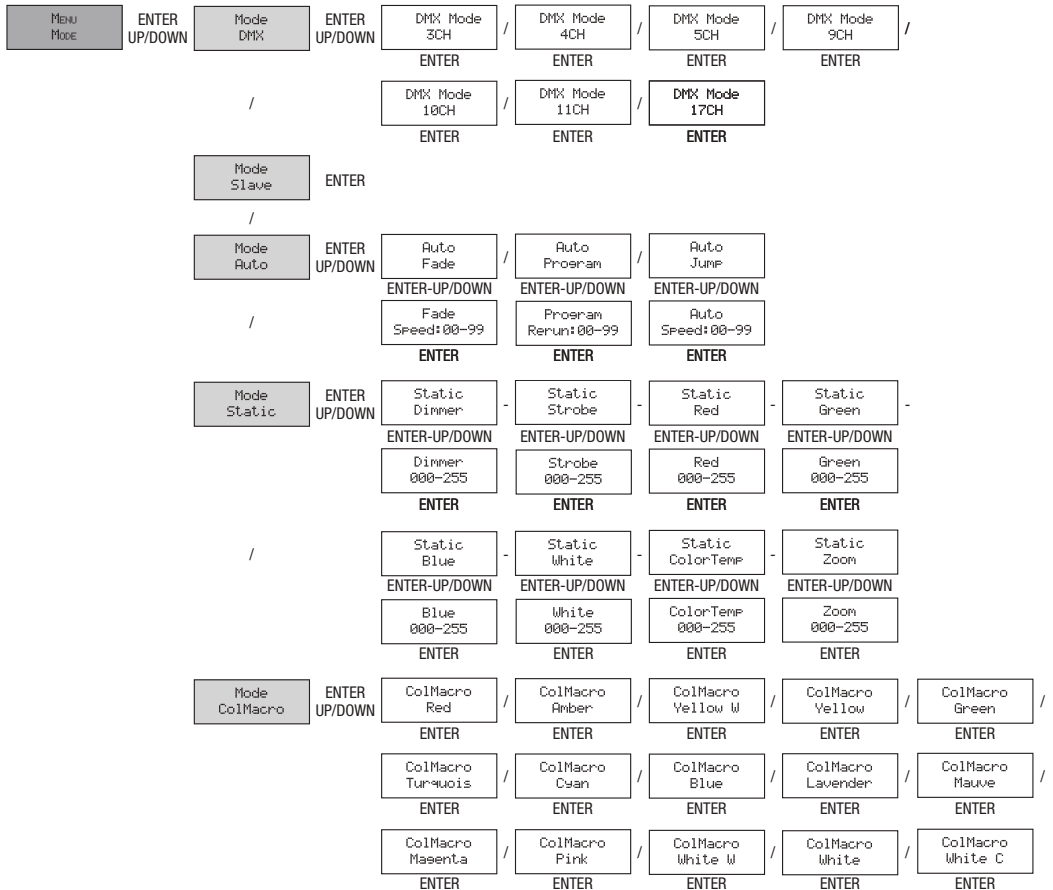 MENU MODE ENTER UP/DOWN Mode DMX ENTER UP/DOWN DMX Mode 3CH / DMX Mode 4CH / DMX Mode 5CH / DMX Mode 9CH /
ENTER ENTER ENTER ENTER
/ DMX Mode 10CH / DMX Mode 11CH / DMX Mode 17CH
ENTER ENTER ENTER
Mode Slave ENTER
/
Mode Auto ENTER UP/DOWN Auto Fade / Auto Program / Auto Jump
ENTER-UP/DOWN ENTER-UP/DOWN ENTER-UP/DOWN
/ Fade Speed:00-99 Program Rerun:00-99 Auto Speed:00-99
ENTER ENTER ENTER
Mode Static ENTER UP/DOWN Static Dimmer - Static Strobe - Static Red - Static Green -
ENTER-UP/DOWN ENTER-UP/DOWN ENTER-UP/DOWN ENTER-UP/DOWN
Dimmer 000-255 Strobe 000-255 Red 000-255 Green 000-255
ENTER ENTER ENTER ENTER
/ Static Blue - Static White - Static ColorTemp - Static Zoom
ENTER-UP/DOWN ENTER-UP/DOWN ENTER-UP/DOWN ENTER-UP/DOWN
Blue 000-255 White 000-255 ColorTemp 000-255 Zoom 000-255
ENTER ENTER ENTER ENTER
Mode ColMacro ENTER UP/DOWN ColMacro Red / ColMacro Amber / ColMacro Yellow W / ColMacro Yellow / ColMacro Green /
ENTER ENTER ENTER ENTER ENTER
ColMacro Turquois / ColMacro Cyan / ColMacro Blue / ColMacro Lavender / ColMacro Mauve /
ENTER ENTER ENTER ENTER ENTER
ColMacro Magenta / ColMacro Pink / ColMacro White W / ColMacro White / ColMacro White C
ENTER ENTER ENTER ENTER ENTER